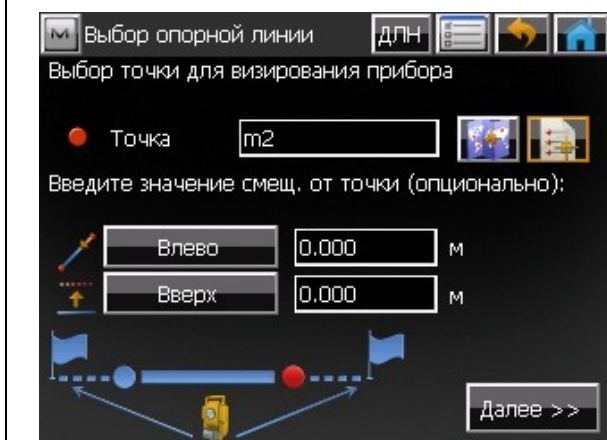 Выбор опорной линии ДЛН
Выбор точки для визирования прибора
Точка m2
Введите значение смещ. от точки (опционально):
Влево 0.000 м
Вверх 0.000 м
Далее >>